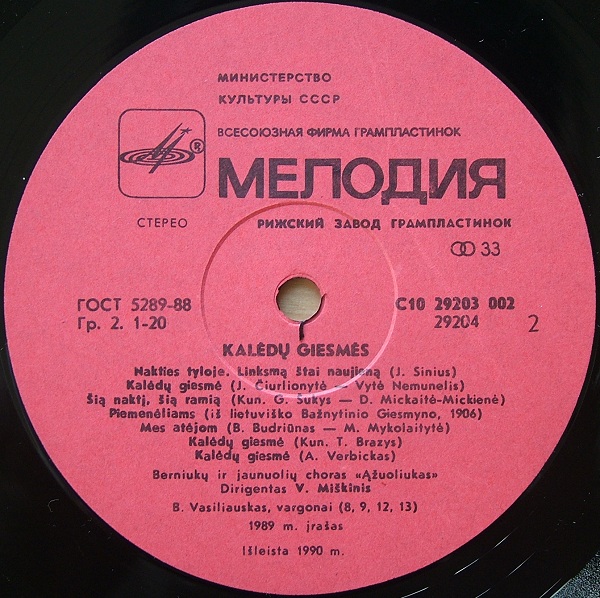 МИНИСТЕРСТВО
КУЛЬТУРЫ СССР
ВСЕСОЮЗНАЯ ФИРМА ГРАМПЛАСТИНОК
®
МЕЛОДИЯ
СТЕРЕО
РИЖСКИЙ ЗАВОД ГРАМПЛАСТИНОК
33
ГОСТ 5289-88
Гр. 2. 1-20
С10 29203 002
29204
2
KALĖDŲ GIESMĖS
Nakties tyloje. Linksmą štai naujieną (J. Sinius)
Kalėdų giesmė (J. Čiurlionytė — Vytė Nemunelis)
Šią naktį, šią ramią (Kun. G. Šukys — D. Mickaitė-Mickienė)
Piemenėliams (iš lietuviško Bažnytinio Giesmyno, 1906)
Mes atėjom (B. Budriūnas — M. Mykolaitytė)
Kalėdų giesmė (Kun. T. Brazys)
Kalėdų giesmė (A. Verbickas)
Berniukų ir jaunuolių choras «Ąžuoliukas»
Dirigentas V. Miškinis
B. Vasiliauskas, vargonai (8, 9, 12, 13)
1989 m. įrašas
Išleista 1990 m.